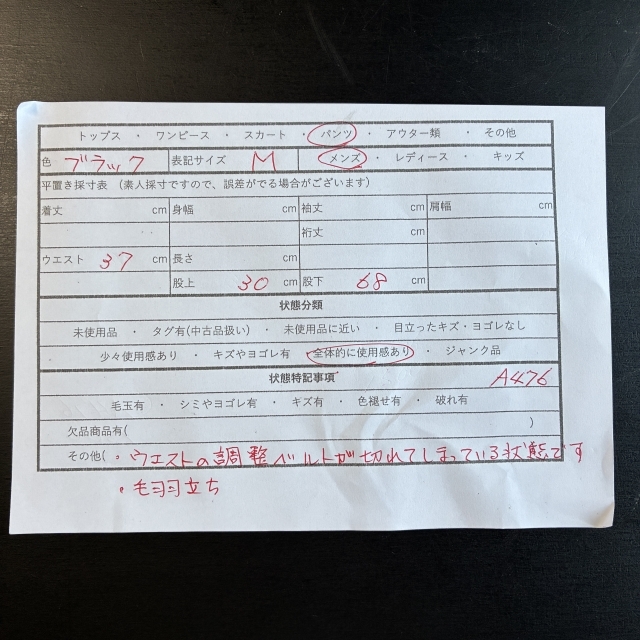 トップス ・ ワンピース ・ スカート ・ パンツ ・ アウター類 ・ その他
色 ブラック 表記サイズ M メンズ ・ レディース ・ キッズ
平置き採寸表 (素人採寸ですので、誤差がでる場合がございます)
着丈 cm 身幅 cm 袖丈 cm 肩幅 cm
裄丈 cm
ウエスト 37 cm 長さ cm
股上 30 cm 股下 68 cm
状態分類
未使用品 ・ タグ有(中古品扱い) ・ 未使用品に近い ・ 目立ったキズ・ヨゴレなし
少々使用感あり ・ キズやヨゴレ有 ・ 全体的に使用感あり ・ ジャンク品
状態特記事項 A476
毛玉有 ・ シミやヨゴレ有 ・ キズ有 ・ 色褪せ有 ・ 破れ有
欠品商品有( )
その他( ・ウエストの調整ベルトが切れてしまっている状態です
・毛羽立ち